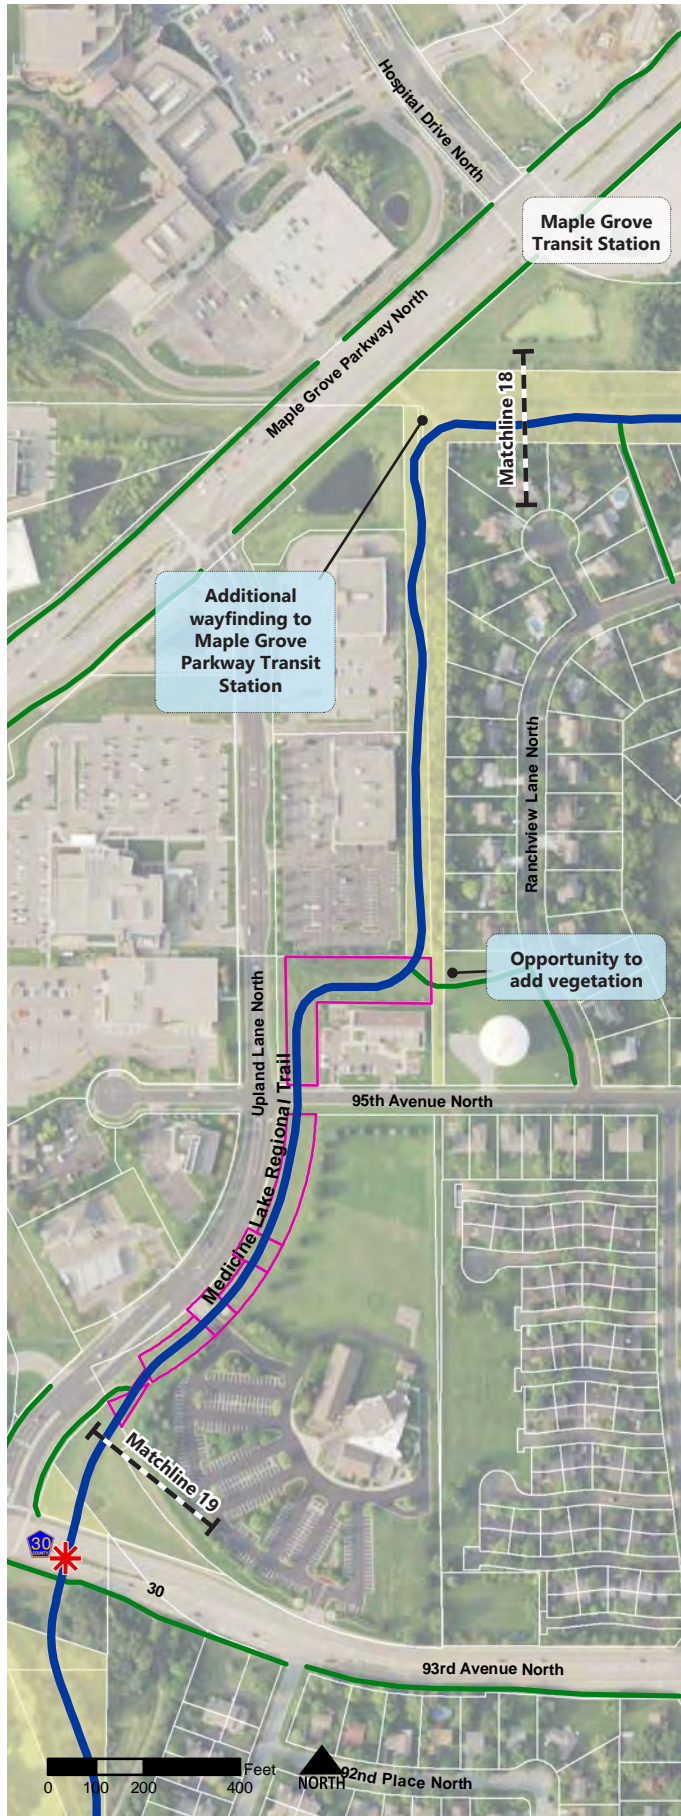 Hospital Drive North
Maple Grove
Transit Station
Maple Grove Parkway North
Matchline 18
Additional
wayfinding to
Maple Grove
Parkway Transit
Station
Ranchview Lane North
Opportunity to
add vegetation
Upland Lane North
95th Avenue North
Medicine Lake Regional Trail
Matchline 19
30
COUNTY
30
93rd Avenue North
Feet
0 100 200 400
NORTH
92nd Place North